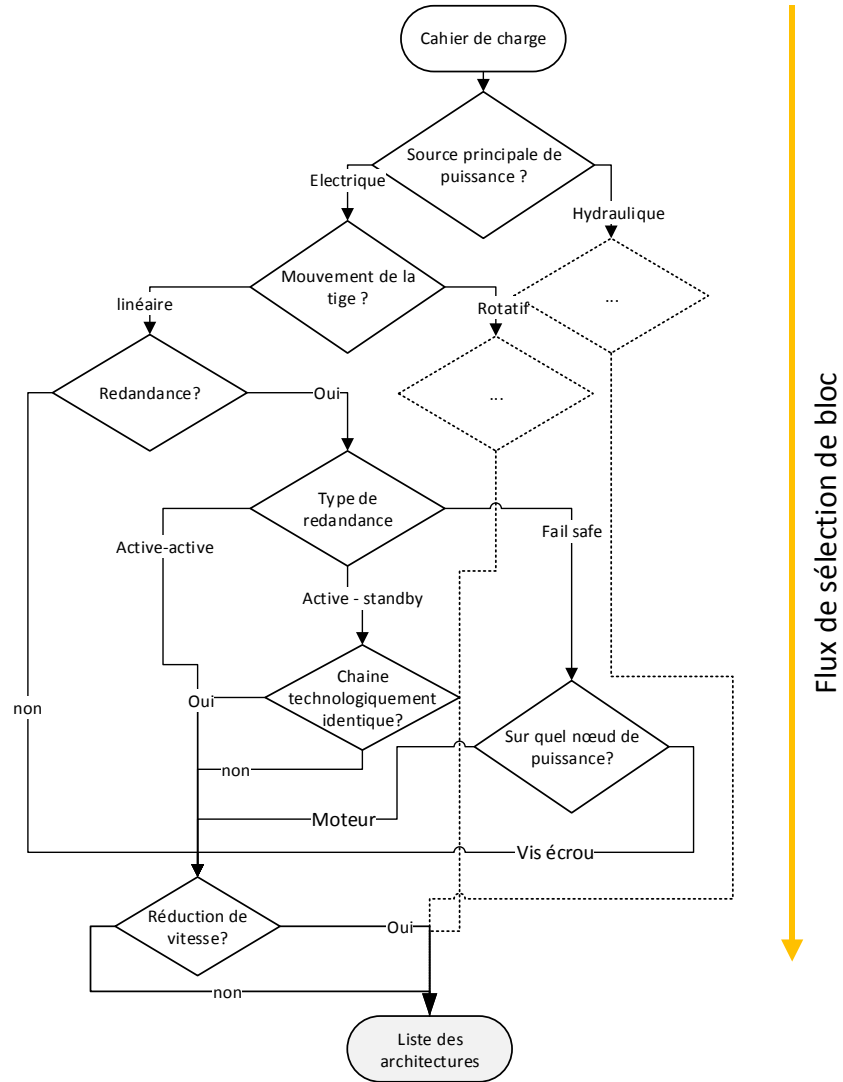 Cahier de charge
Source principale de
puissance ?
Electrique
Hydraulique
Mouvement de la
tige ?
...
linéaire
Rotatif
Redandance?
Oui
...
Type de
redandance
Active-active
Fail safe
Active - standby
Chaine
technologiquement
identique?
Oui
non
Sur quel nœud de
puissance?
non
Moteur
Vis écrou
Réduction de
vitesse?
Oui
non
Liste des
architectures
Flux de sélection de bloc